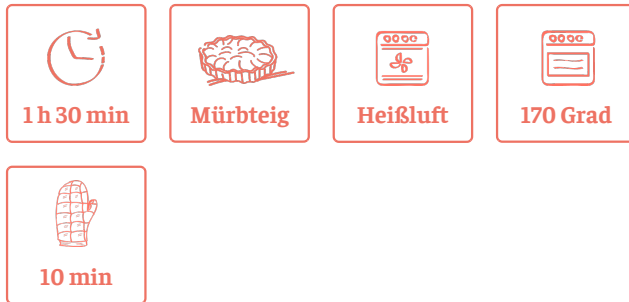 1 h 30 min
Mürbteig
Heißluft
170 Grad
10 min